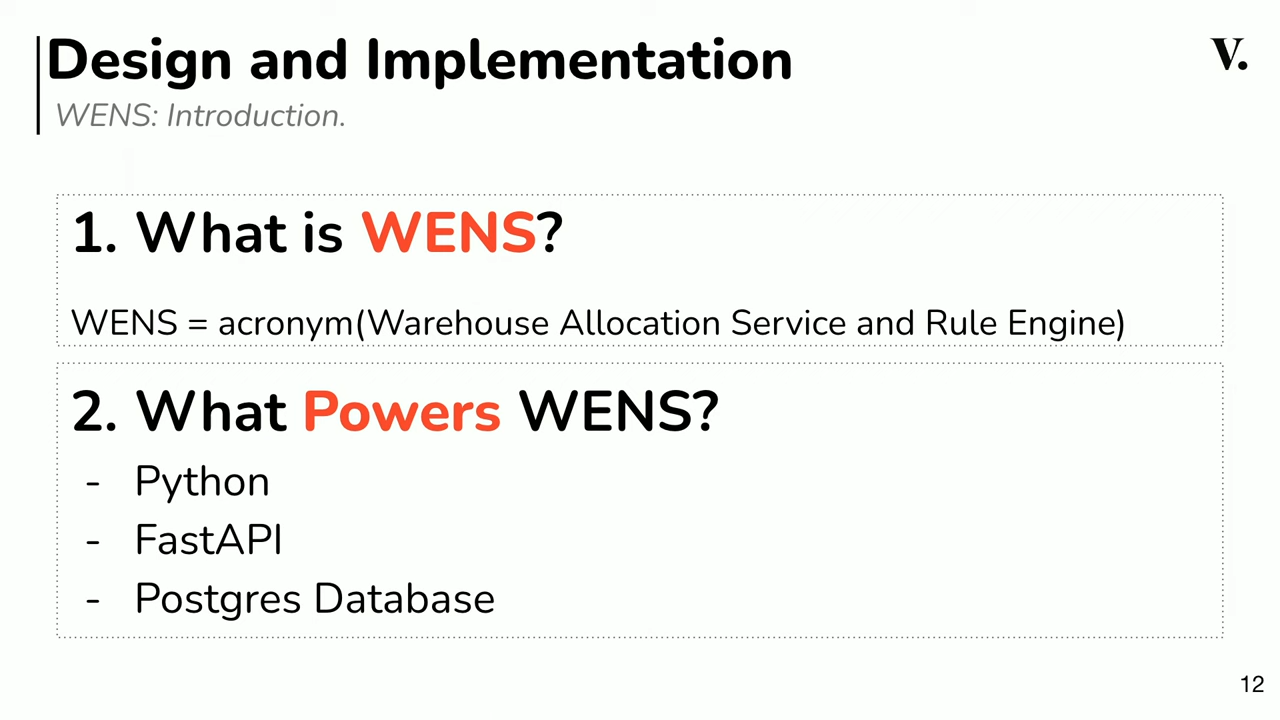 Design and Implementation
V.
WENS: Introduction.
1. What is WENS?
WENS = acronym(Warehouse Allocation Service and Rule Engine)
2. What Powers WENS?
- Python
- FastAPI
- Postgres Database
12